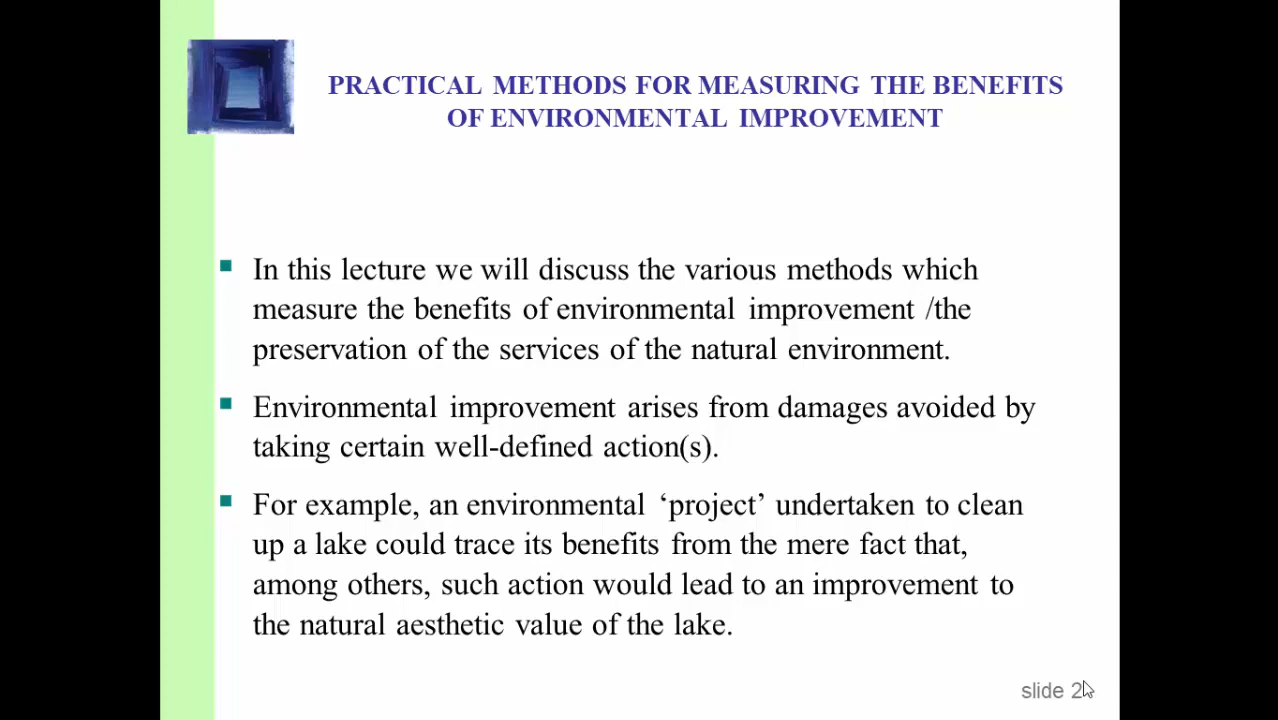 PRACTICAL METHODS FOR MEASURING THE BENEFITS
OF ENVIRONMENTAL IMPROVEMENT
In this lecture we will discuss the various methods which
measure the benefits of environmental improvement /the
preservation of the services of the natural environment.
Environmental improvement arises from damages avoided by
taking certain well-defined action(s).
For example, an environmental ‘project’ undertaken to clean
up a lake could trace its benefits from the mere fact that,
among others, such action would lead to an improvement to
the natural aesthetic value of the lake.
slide 2